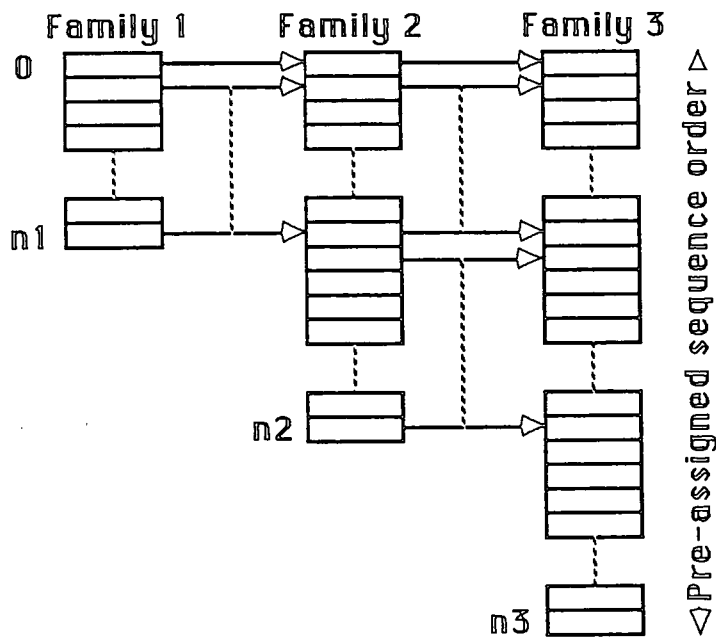 Family 1
Family 2
Family 3
0
n1
n2
n3
Pre-assigned sequence order